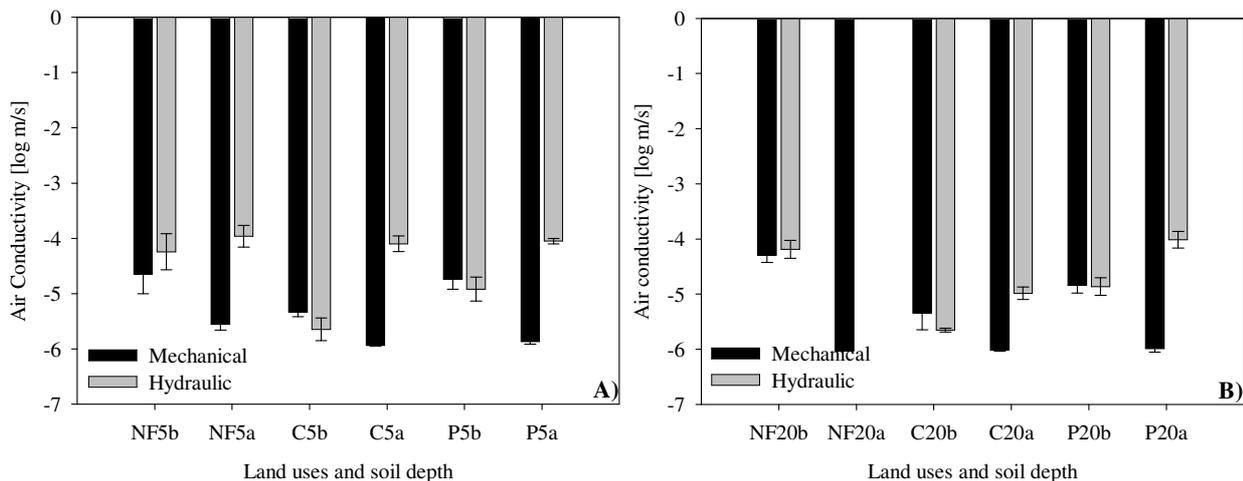 0
-1
-2
-3
-4
-5
-6
-7
Air Conductivity [log m/s]
Mechanical
Hydraulic
A)
NF5b NF5a C5b C5a P5b P5a
Land uses and soil depth
0
-1
-2
-3
-4
-5
-6
-7
Air conductivity [log m/s]
Mechanical
Hydraulic
B)
NF20b NF20a C20b C20a P20b P20a
Land uses and soil depth